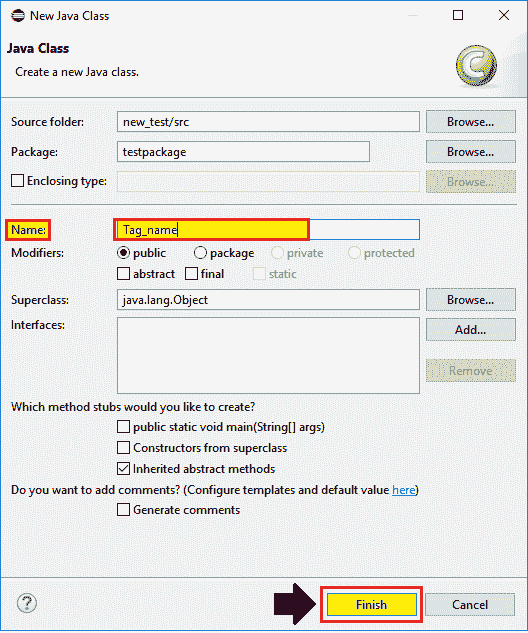 New Java Class
Java Class
Create a new Java class.
Source folder: new_test/src Browse...
Package: testpackage Browse...
Enclosing type: Browse...
Name: Tag_name
Modifiers: public package private protected
abstract final static
Superclass: java.lang.Object Browse...
Interfaces: Add...
Remove
Which method stubs would you like to create?
public static void main(String[] args)
Constructors from superclass
Inherited abstract methods
Do you want to add comments? (Configure templates and default value here)
Generate comments
? Finish Cancel